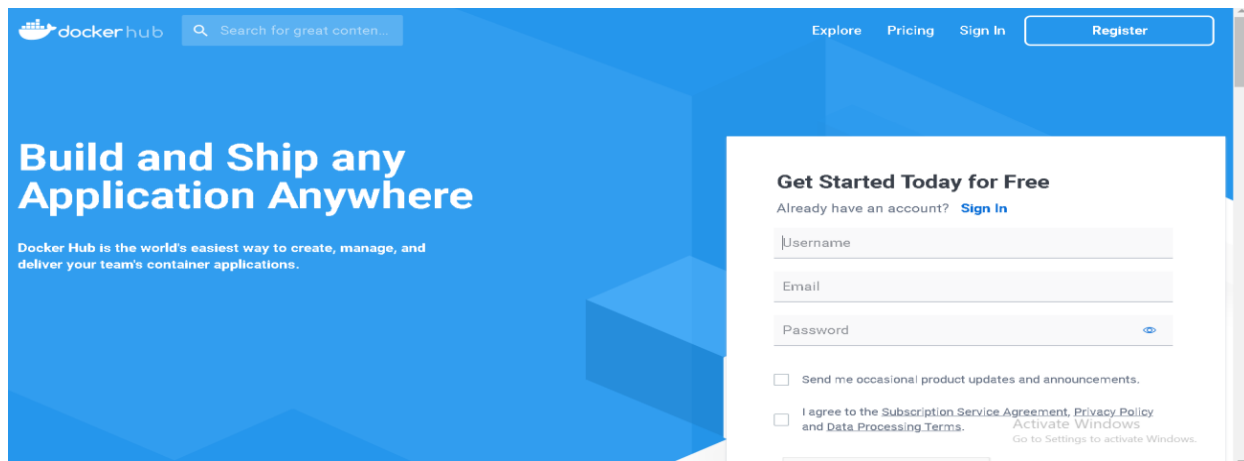 dockerhub
Search for great conten...
Explore
Pricing
Sign In
Register
Build and Ship any
Application Anywhere
Docker Hub is the world's easiest way to create, manage, and
deliver your team's container applications.
Get Started Today for Free
Already have an account? Sign In
Username
Email
Password
Send me occasional product updates and announcements.
I agree to the Subscription Service Agreement, Privacy Policy
and Data Processing Terms.
Activate Windows
Go to Settings to activate Windows.